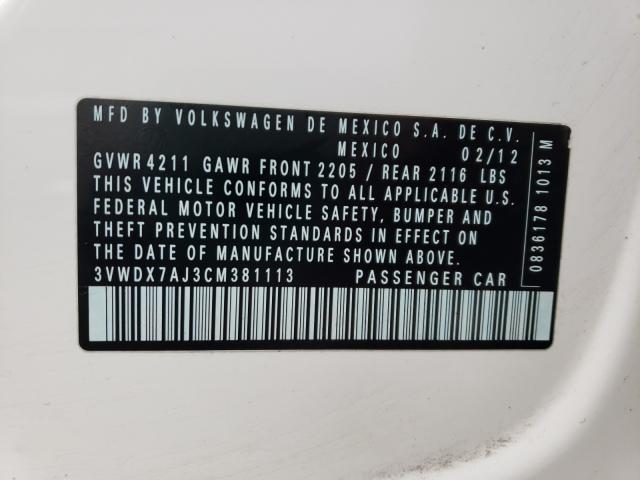 MFD BY VOLKSWAGEN DE MEXICO S.A. DE C.V.
MEXICO 02/12
GVWR 4211 GAWR FRONT 2205 / REAR 2116 LBS
THIS VEHICLE CONFORMS TO ALL APPLICABLE U.S.
FEDERAL MOTOR VEHICLE SAFETY, BUMPER AND
THEFT PREVENTION STANDARDS IN EFFECT ON
THE DATE OF MANUFACTURE SHOWN ABOVE.
3VWDX7AJ3CM381113 PASSENGER CAR
0836178 1013 M